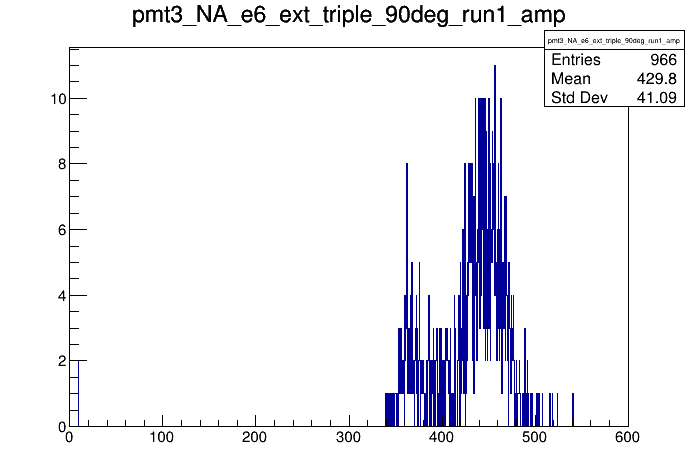 pmt3_NA_e6_ext_triple_90deg_run1_amp
pmt3_NA_e6_ext_triple_90deg_run1_amp
Entries 966
Mean 429.8
Std Dev 41.09
10
8
6
4
2
0
0 100 200 300 400 500 600